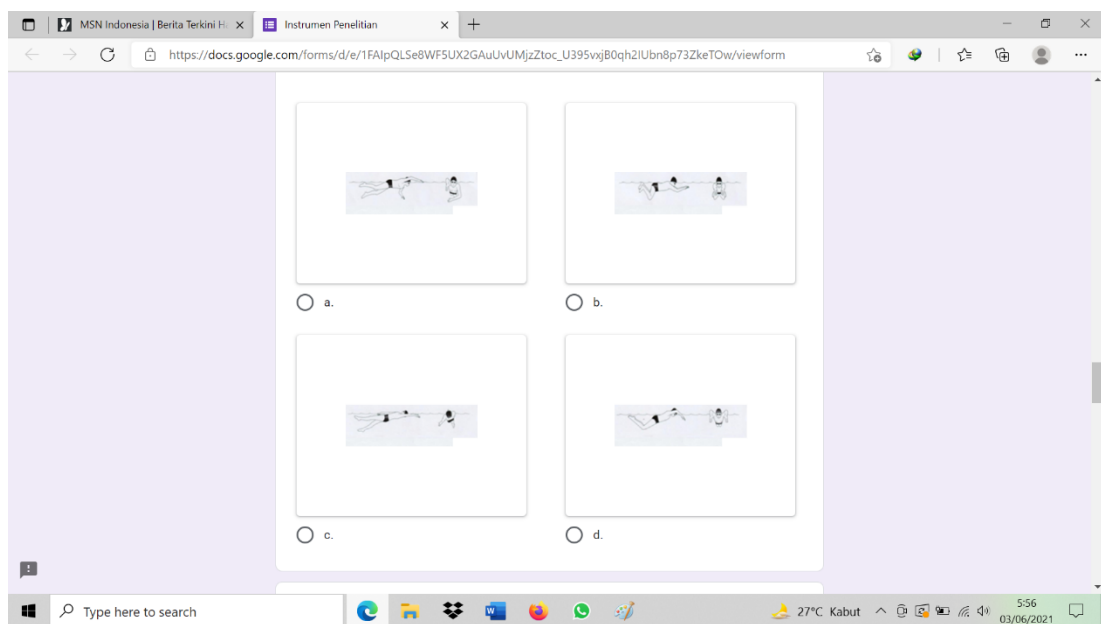 MSN Indonesia | Berita Terkini Ha
Instrumen Penelitian
https://docs.google.com/forms/d/e/1FAIpQLSe8WF5UX2GAuUvUMjzZtoc_U395vxjB0qh2IUbn8p73ZkeTOw/viewform
a.
b.
c.
d.
Type here to search
27°C Kabut
5:56
03/06/2021